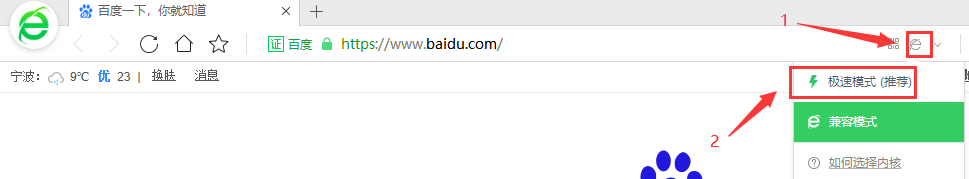 百度一下，你就知道
1
证 百度 https://www.baidu.com/
宁波： 9℃ 优 23 | 换肤 消息
极速模式 (推荐)
2
兼容模式
如何选择内核